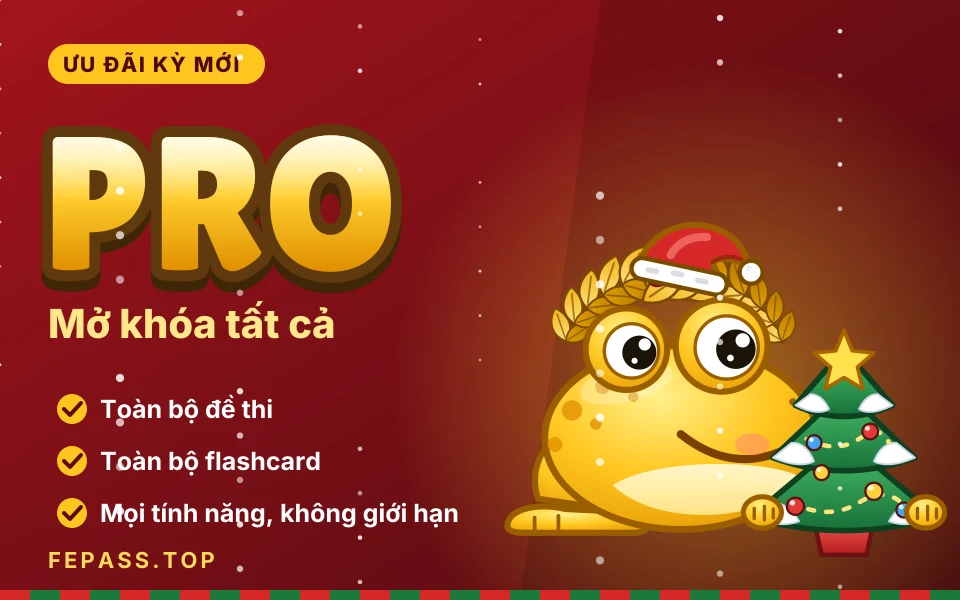 ƯU ĐÃI KỲ MỚI
PRO
Mở khóa tất cả
Toàn bộ đề thi
Toàn bộ flashcard
Mọi tính năng, không giới hạn
FEPASS.TOP